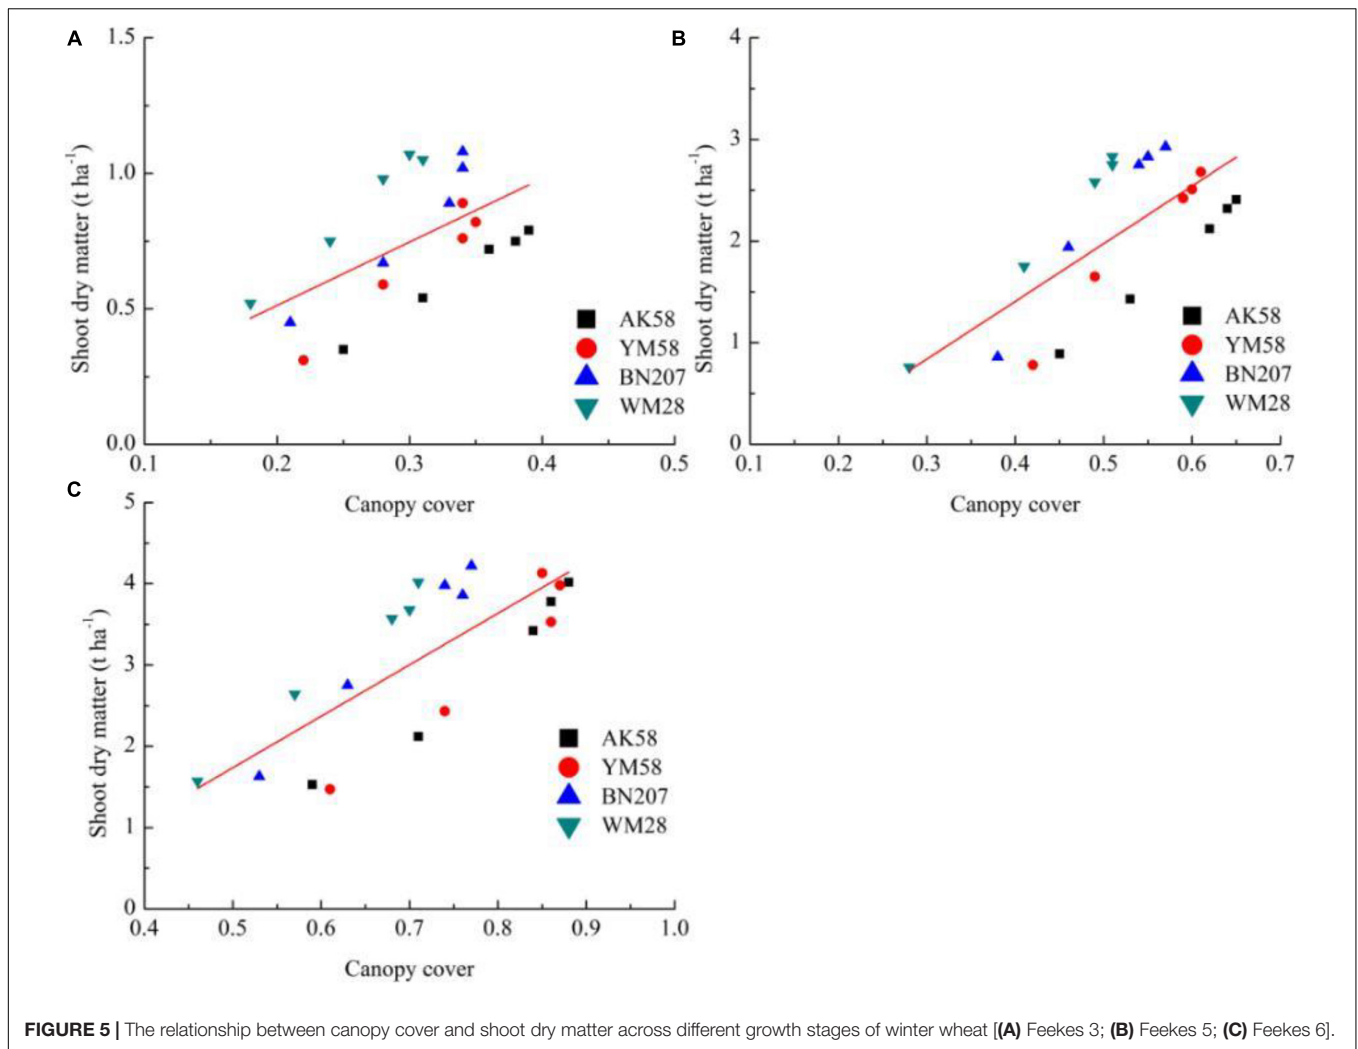 A
1.5
1.0
0.5
0.0
Shoot dry matter (t ha⁻¹)
AK58
YM58
BN207
WM28
0.1 0.2 0.3 0.4 0.5
Canopy cover
B
4
3
2
1
0
Shoot dry matter (t ha⁻¹)
AK58
YM58
BN207
WM28
0.1 0.2 0.3 0.4 0.5 0.6 0.7
Canopy cover
C
5
4
3
2
1
0
Shoot dry matter (t ha⁻¹)
AK58
YM58
BN207
WM28
0.4 0.5 0.6 0.7 0.8 0.9 1.0
Canopy cover
FIGURE 5 | The relationship between canopy cover and shoot dry matter across different growth stages of winter wheat [(A) Feekes 3; (B) Feekes 5; (C) Feekes 6].